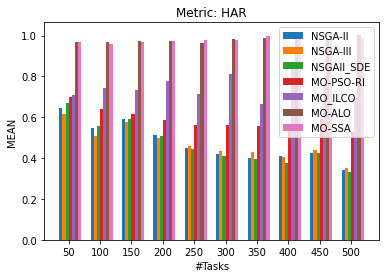 Metric: HAR
NSGA-II
NSGA-III
NSGAII_SDE
MO-PSO-RI
MO_ILCO
MO-ALO
MO-SSA
MEAN
1.0
0.8
0.6
0.4
0.2
0.0
50 100 150 200 250 300 350 400 450 500
#Tasks